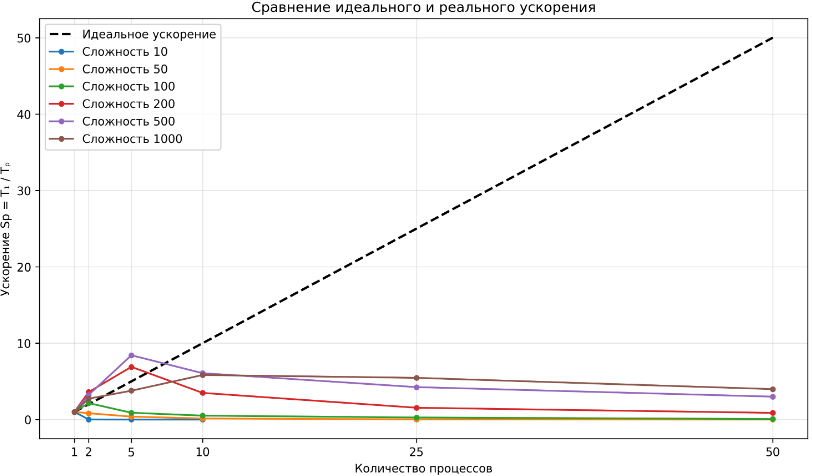 Сравнение идеального и реального ускорения
50
40
30
20
10
0
Ускорение Sp = T₁ / Tₚ
Идеальное ускорение
Сложность 10
Сложность 50
Сложность 100
Сложность 200
Сложность 500
Сложность 1000
1 2 5 10 25 50
Количество процессов